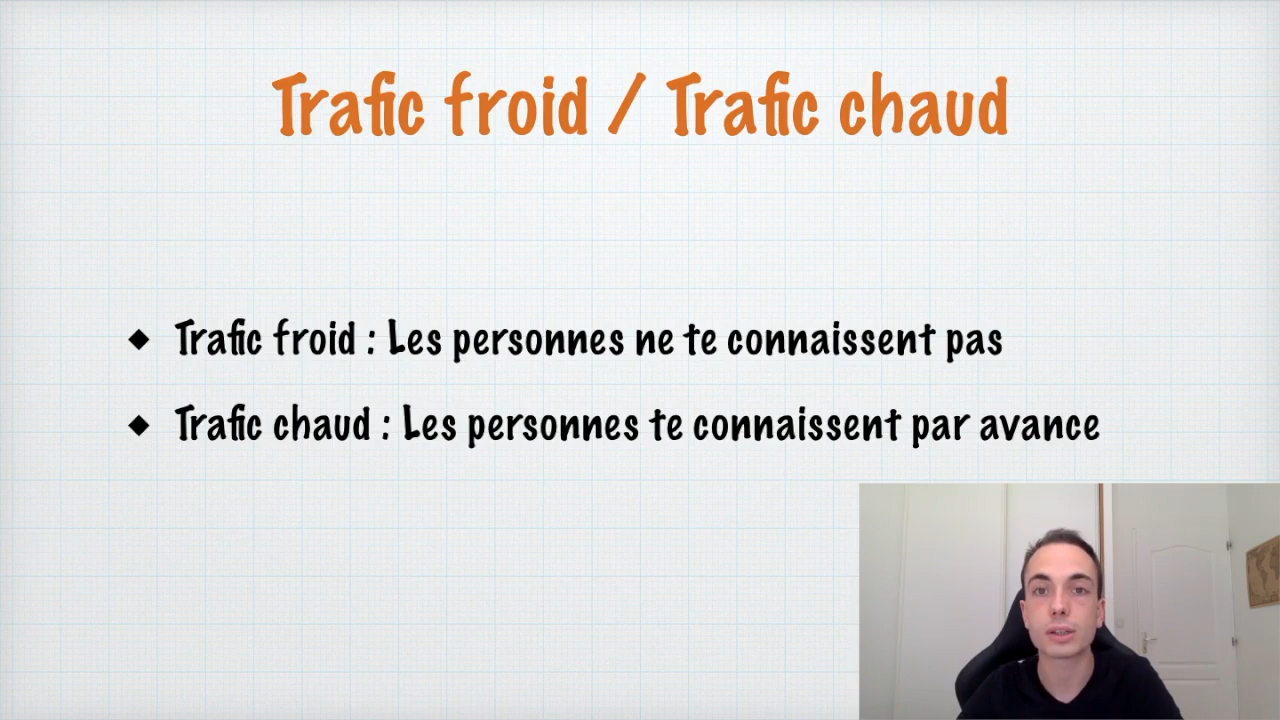 Trafic froid / Trafic chaud
Trafic froid : Les personnes ne te connaissent pas
Trafic chaud : Les personnes te connaissent par avance